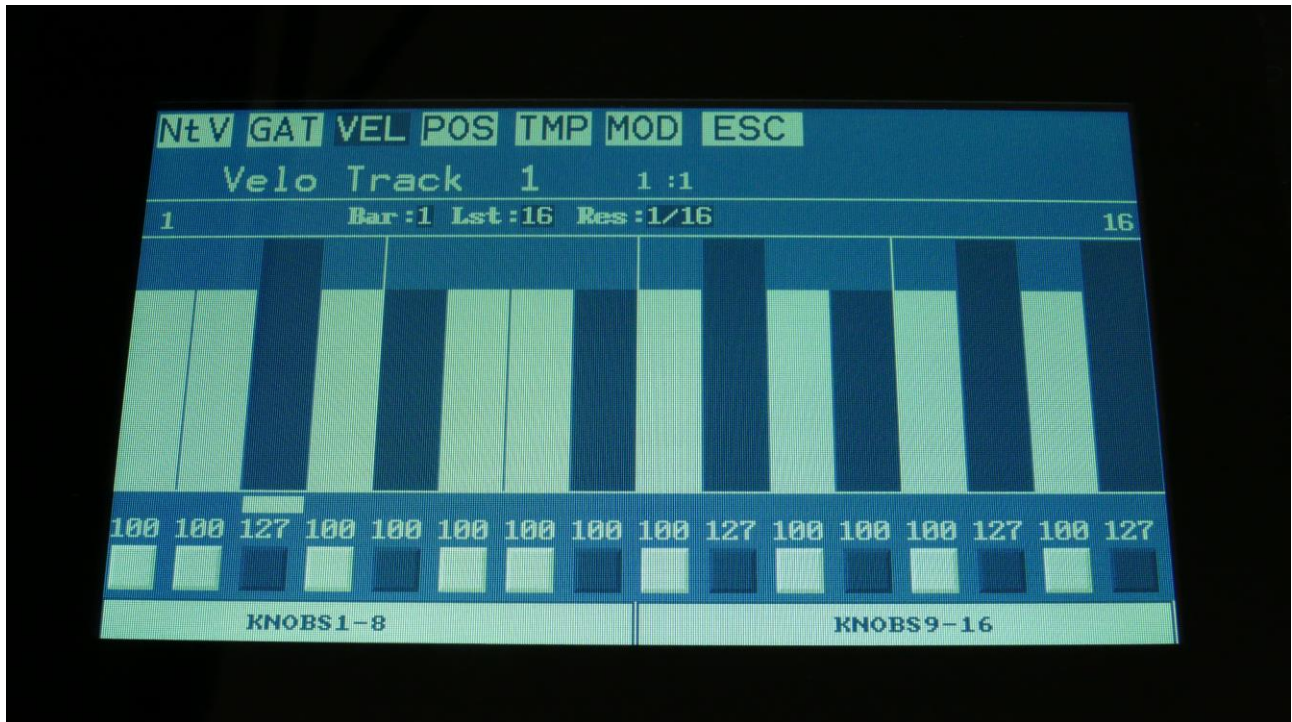 Nt V GAT VEL POS TMP MOD ESC
Velo Track 1 1 :1
1 Bar :1 Lst :16 Res :1/16 16
100 100 127 100 100 100 100 100 100 127 100 100 100 127 100 127
KNOBS1-8 KNOBS9-16